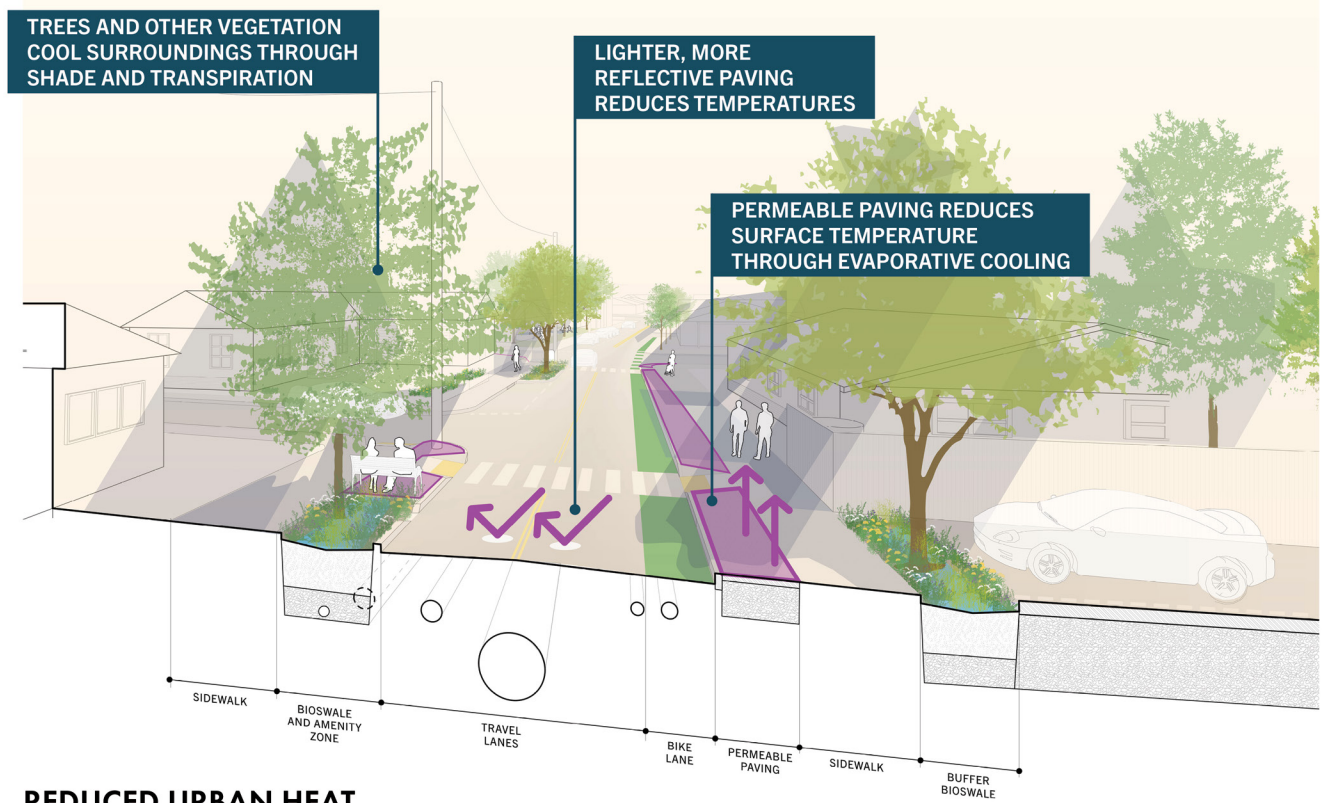 TREES AND OTHER VEGETATION
COOL SURROUNDINGS THROUGH
SHADE AND TRANSPIRATION
LIGHTER, MORE
REFLECTIVE PAVING
REDUCES TEMPERATURES
PERMEABLE PAVING REDUCES
SURFACE TEMPERATURE
THROUGH EVAPORATIVE COOLING
SIDEWALK
BIOSWALE
AND AMENITY
ZONE
TRAVEL
LANES
BIKE
LANE
PERMEABLE
PAVING
SIDEWALK
BUFFER
BIOSWALE
REDUCED URBAN HEAT